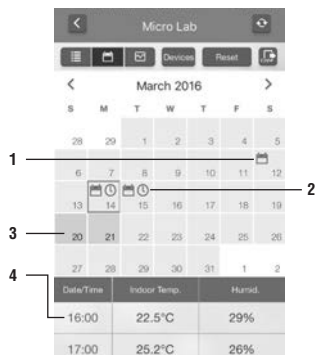 Micro Lab
Devices Reset
March 2016
S M T W T F S
28 29 1 2 3 4 5
1
6 7 8 9 10 11 12
2
13 14 15 16 17 18 19
3
20 21 22 23 24 25 26
4
27 28 29 30 31 1 2
Date/Time Indoor Temp. Humid.
16:00 22.5°C 29%
17:00 25.2°C 26%